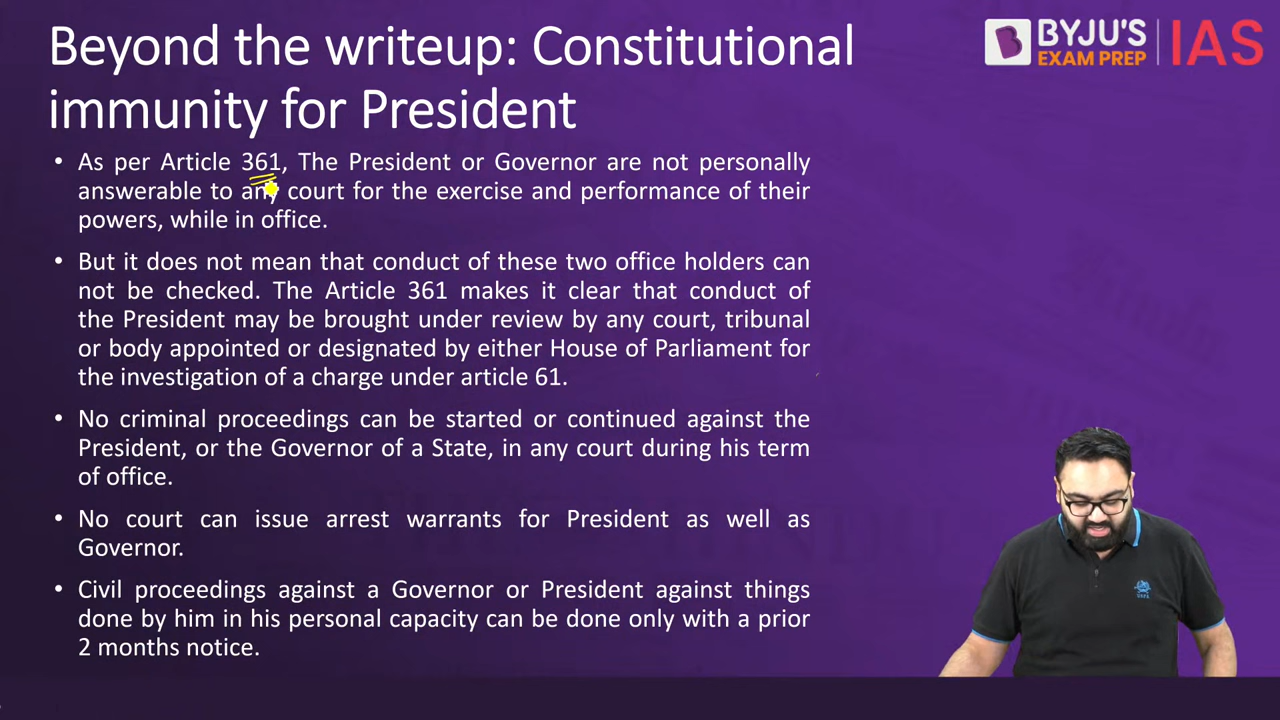 Beyond the writeup: Constitutional
immunity for President
BYJU'S
EXAM PREP
IAS
• As per Article 361, The President or Governor are not personally
answerable to any court for the exercise and performance of their
powers, while in office.
• But it does not mean that conduct of these two office holders can
not be checked. The Article 361 makes it clear that conduct of
the President may be brought under review by any court, tribunal
or body appointed or designated by either House of Parliament for
the investigation of a charge under article 61.
• No criminal proceedings can be started or continued against the
President, or the Governor of a State, in any court during his term
of office.
• No court can issue arrest warrants for President as well as
Governor.
• Civil proceedings against a Governor or President against things
done by him in his personal capacity can be done only with a prior
2 months notice.